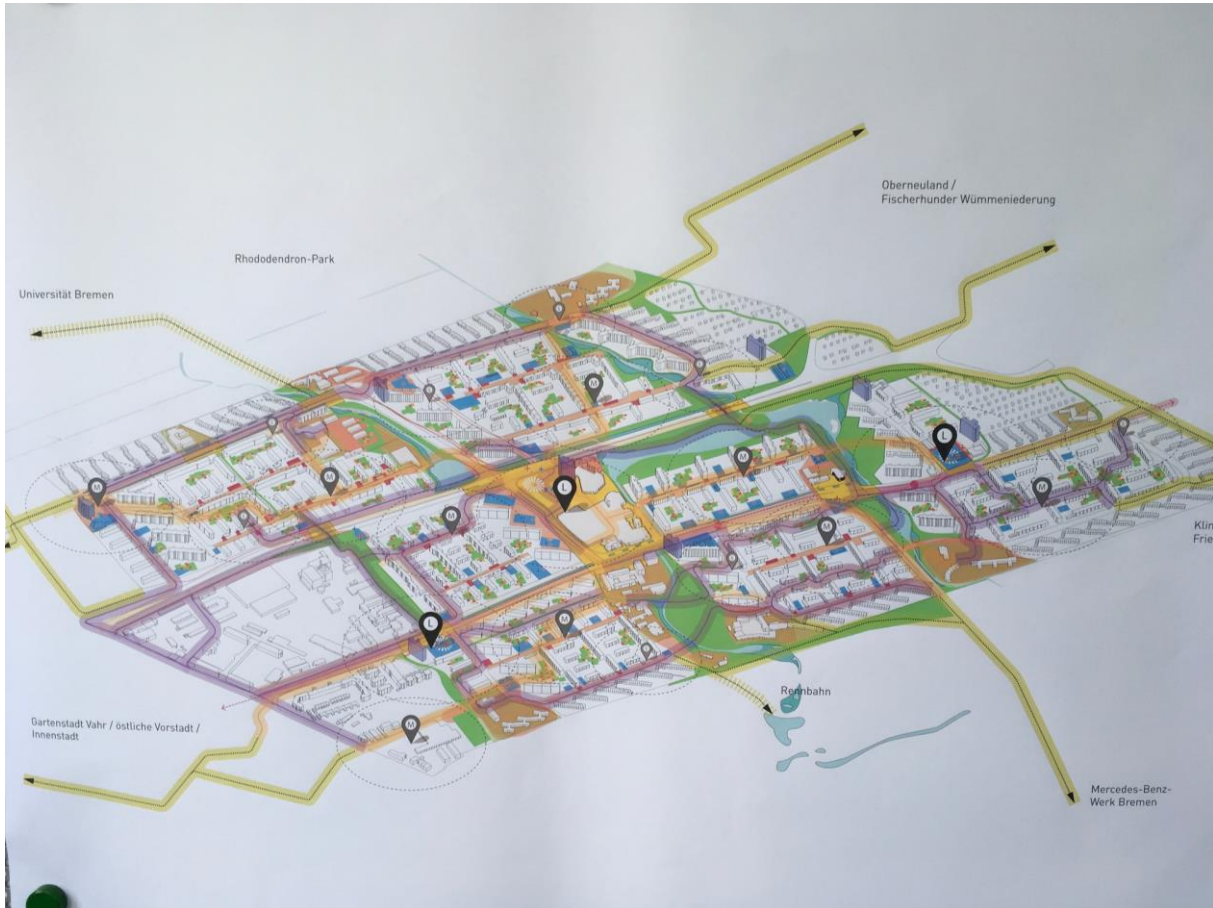 Oberneuland /
Fischerhunder Wümmeniederung
Rhododendron-Park
Universität Bremen
M
L
M
M
L
M
M
M
M
L
M
M
Rennbahn
Gartenstadt Vahr / östliche Vorstadt /
Innenstadt
Mercedes-Benz-
Werk Bremen